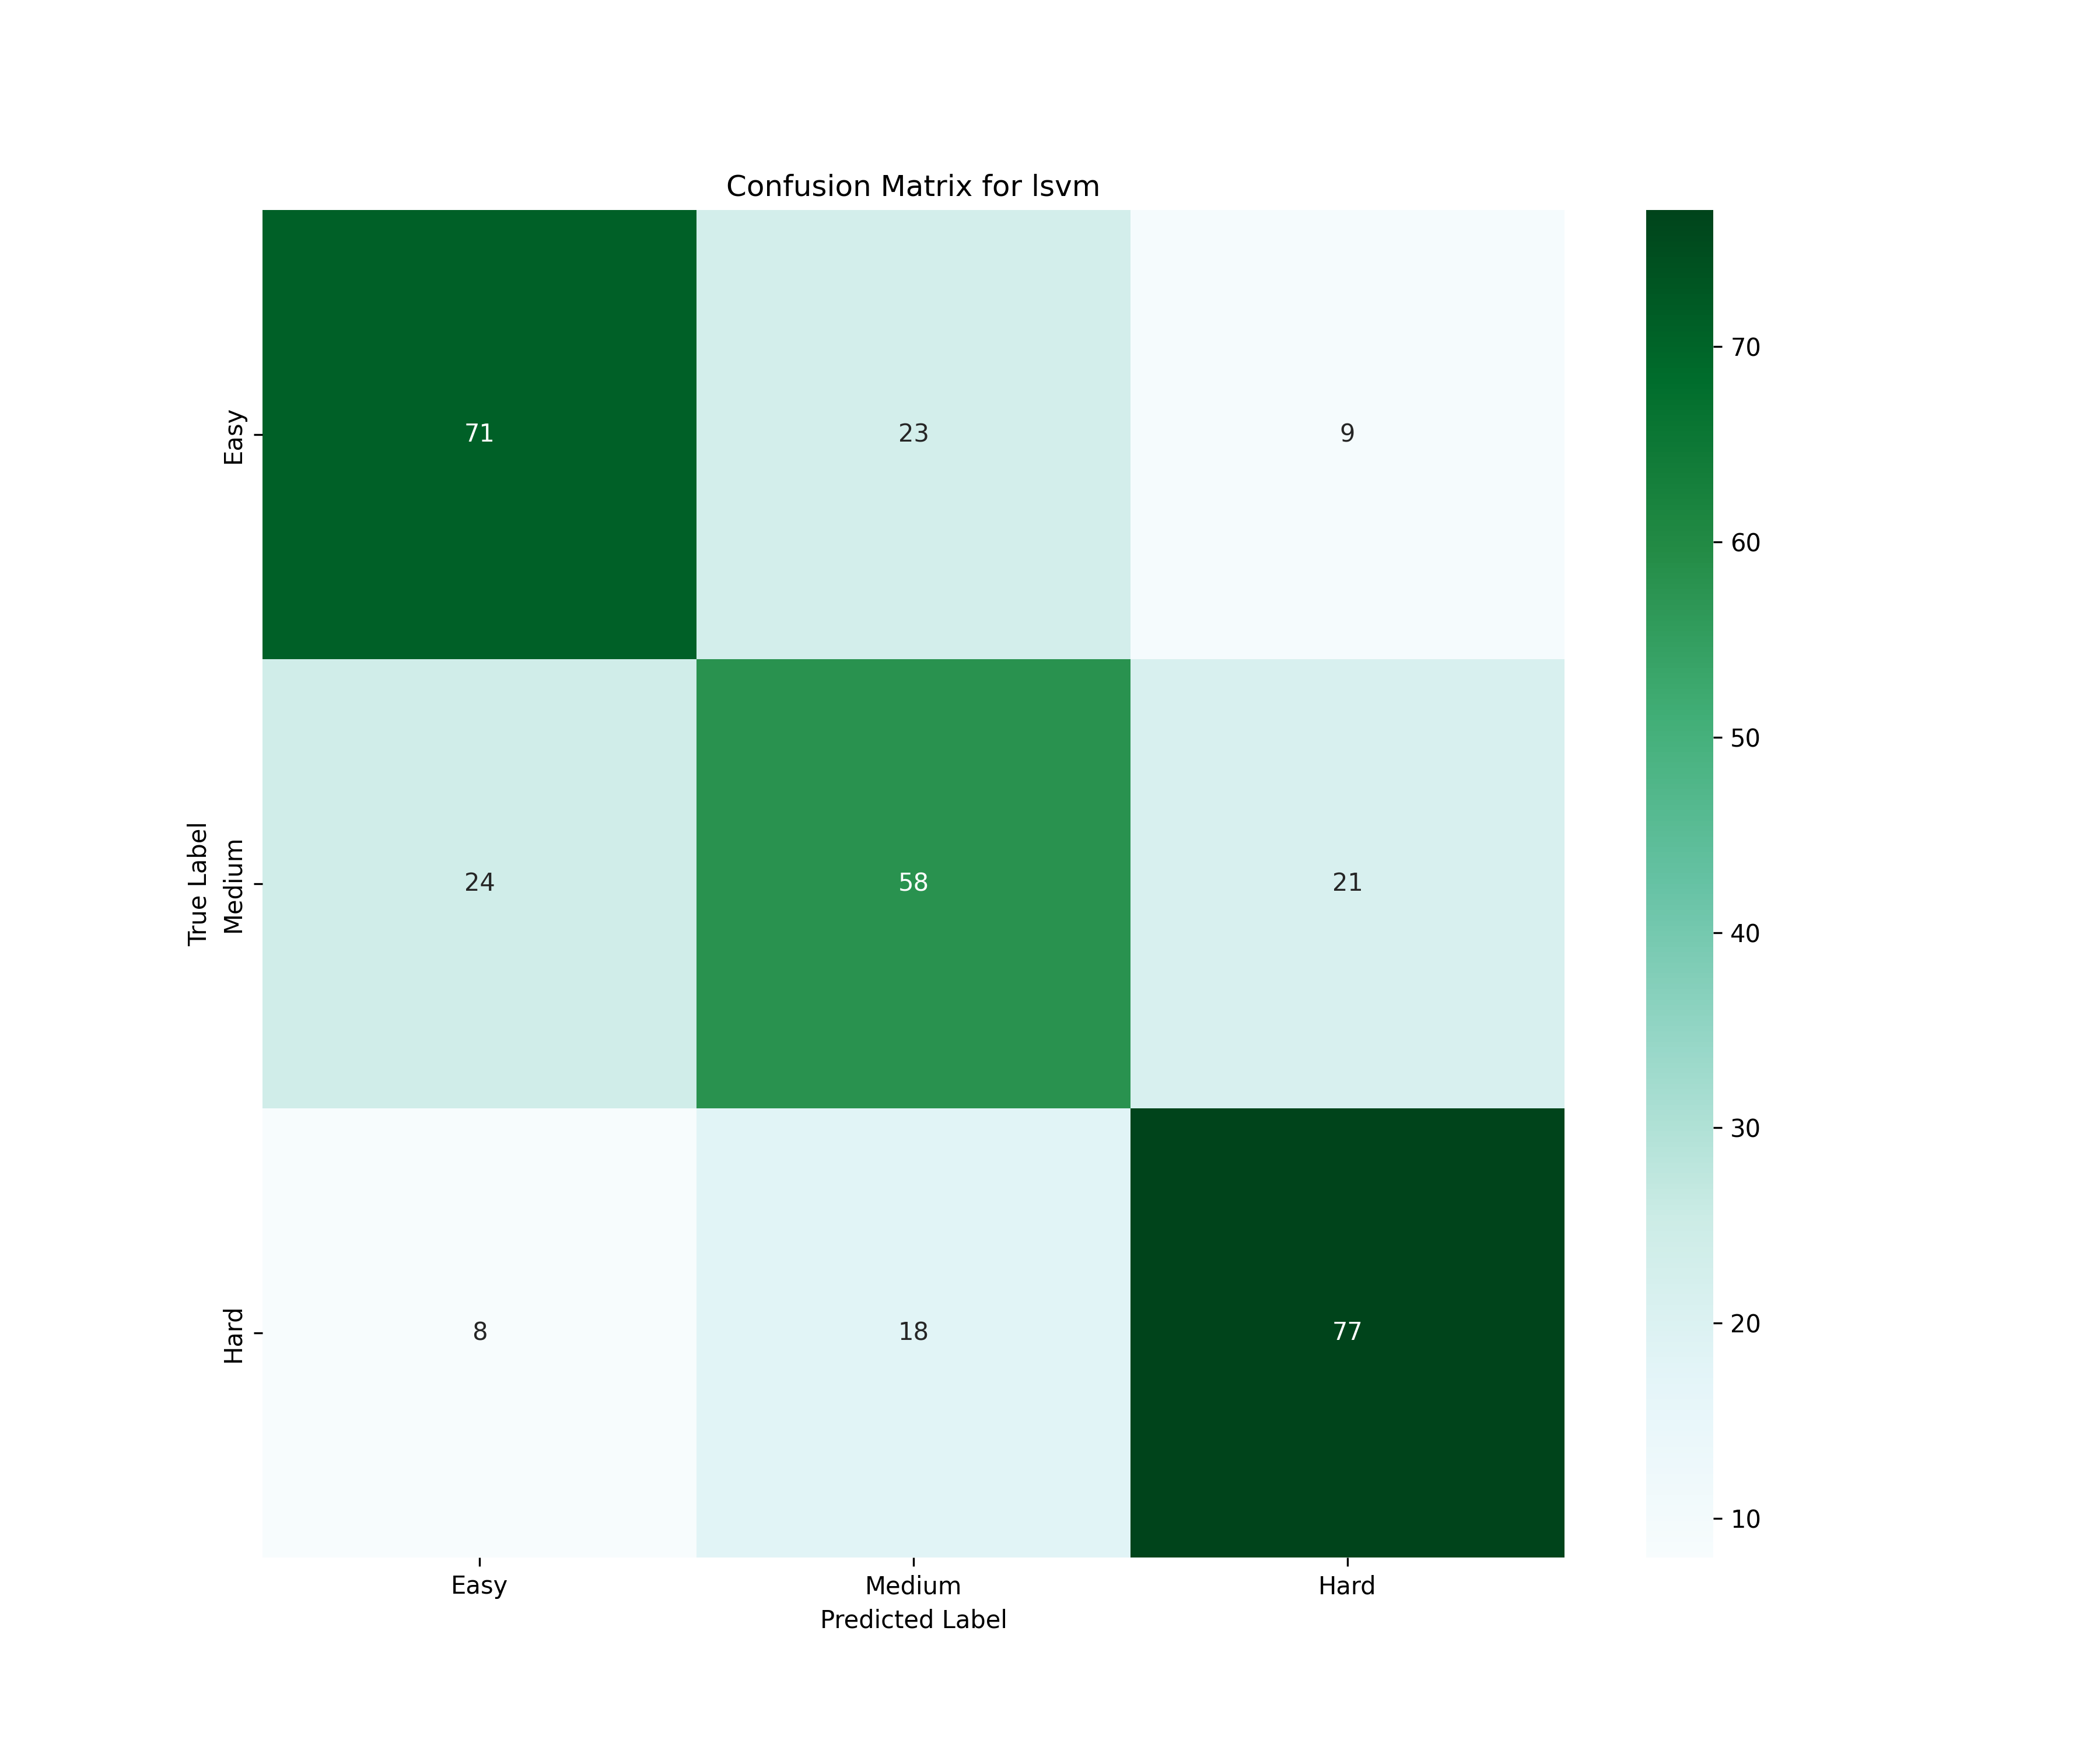 Confusion Matrix for lsvm
True Label
Easy
71 23 9
Medium
24 58 21
Hard
8 18 77
Easy Medium Hard
Predicted Label
70
60
50
40
30
20
10